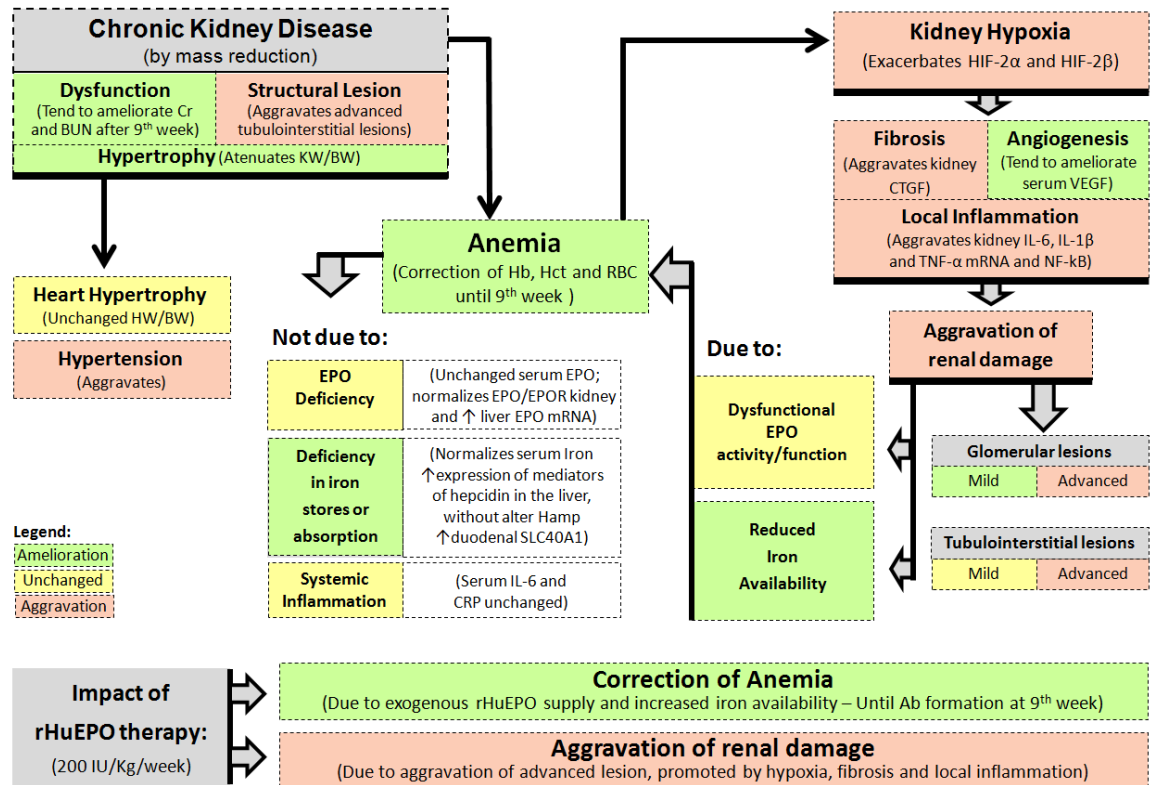 Chronic Kidney Disease
(by mass reduction)
Dysfunction
(Tend to ameliorate Cr
and BUN after 9th week)
Structural Lesion
(Aggravates advanced
tubulointerstitial lesions)
Hypertrophy (Atenuates KW/BW)
Heart Hypertrophy
(Unchanged HW/BW)
Hypertension
(Aggravates)
Anemia
(Correction of Hb, Hct and RBC
until 9th week )
Kidney Hypoxia
(Exacerbates HIF-2α and HIF-2β)
Fibrosis
(Aggravates kidney
CTGF)
Angiogenesis
(Tend to ameliorate
serum VEGF)
Local Inflammation
(Aggravates kidney IL-6, IL-1β
and TNF-α mRNA and NF-kB)
Aggravation of
renal damage
Not due to:
EPO
Deficiency
(Unchanged serum EPO;
normalizes EPO/EPOR kidney
and ↑ liver EPO mRNA)
Deficiency
in iron
stores or
absorption
(Normalizes serum Iron
↑expression of mediators
of hepcidin in the liver,
without alter Hamp
↑duodenal SLC40A1)
Systemic
Inflammation
(Serum IL-6 and
CRP unchanged)
Due to:
Dysfunctional
EPO
activity/function
Reduced
Iron
Availability
Glomerular lesions
Mild
Advanced
Tubulointerstitial lesions
Mild
Advanced
Legend:
Amelioration
Unchanged
Aggravation
Impact of
rHuEPO therapy:
(200 IU/Kg/week)
Correction of Anemia
(Due to exogenous rHuEPO supply and increased iron availability – Until Ab formation at 9th week)
Aggravation of renal damage
(Due to aggravation of advanced lesion, promoted by hypoxia, fibrosis and local inflammation)